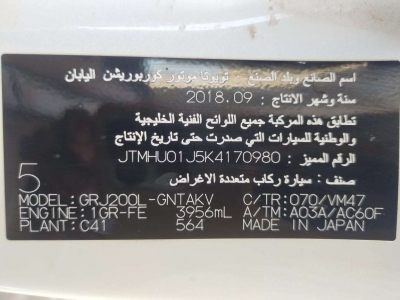 اسم الصانع وبلد الصنع : تويوتا موتور كوربوريشن اليابان
سنة وشهر الانتاج : 2018.09
تطابق هذه المركبة جميع اللوائح الفنية الخليجية
والوطنية للسيارات التي صدرت حتى تاريخ الإنتاج
الرقم المميز : JTMHU01J5K4170980
صنف : سيارة ركاب متعددة الاغراض
5
MODEL: GRJ200L-GNTAKV C/TR: 070/VM47
ENGINE: 1GR-FE 3956mL A/TM: A03A/AC60F
PLANT: C41 564 MADE IN JAPAN